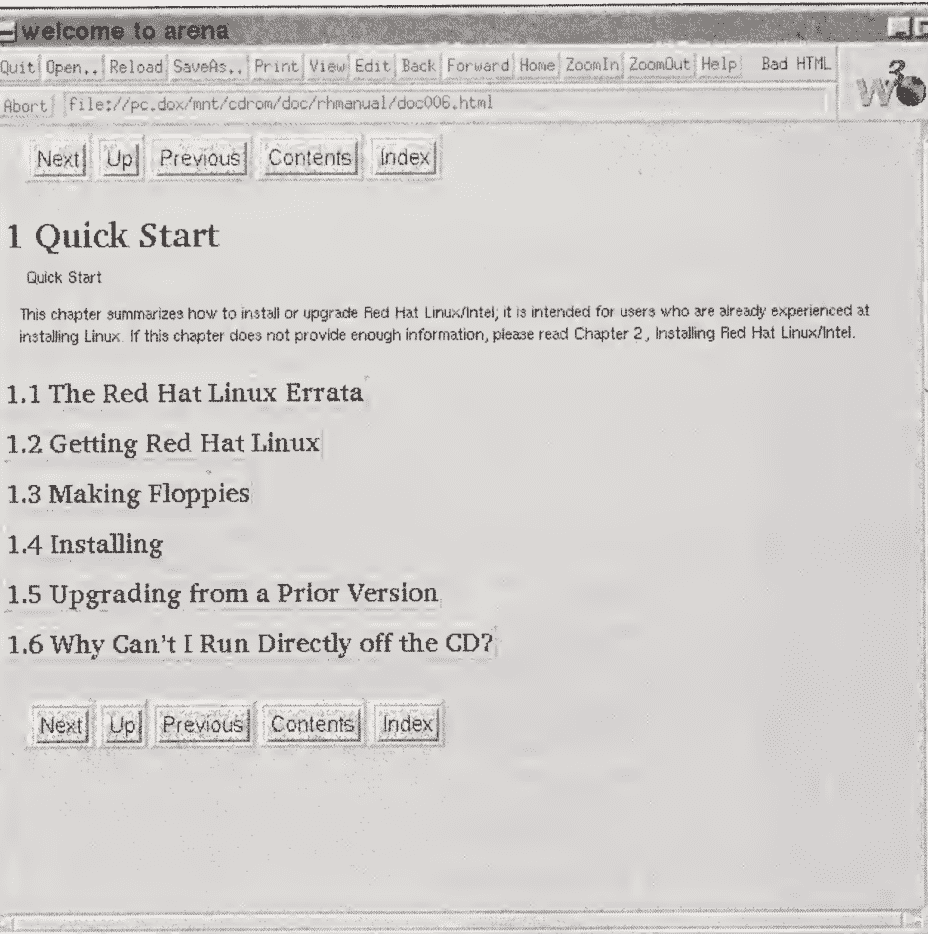 welcome to arena
Quit Open.. Reload SaveAs.. Print View Edit Back Forward Home ZoomIn ZoomOut Help Bad HTML
W3
Abort file://pc.dox/mnt/cdrom/doc/rhmanual/doc006.html
Next Up Previous Contents Index
1 Quick Start
Quick Start
This chapter summarizes how to install or upgrade Red Hat Linux/Intel; it is intended for users who are already experienced at
installing Linux. If this chapter does not provide enough information, please read Chapter 2 , Installing Red Hat Linux/Intel.
1.1 The Red Hat Linux Errata
1.2 Getting Red Hat Linux
1.3 Making Floppies
1.4 Installing
1.5 Upgrading from a Prior Version
1.6 Why Can't I Run Directly off the CD?
Next Up Previous Contents Index